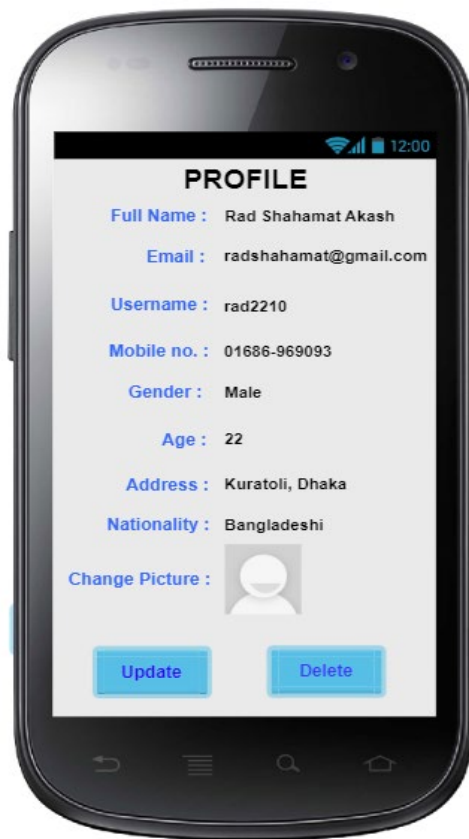 12:00
PROFILE
Full Name : Rad Shahamat Akash
Email : radshahamat@gmail.com
Username : rad2210
Mobile no. : 01686-969093
Gender : Male
Age : 22
Address : Kuratoli, Dhaka
Nationality : Bangladeshi
Change Picture :
Update Delete